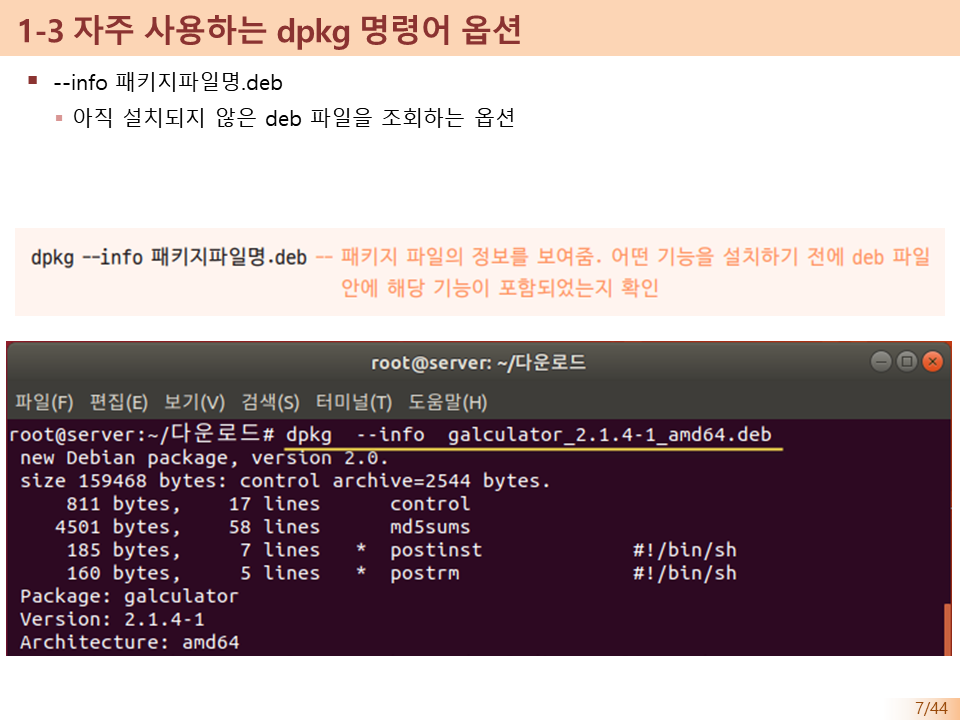 1-3 자주 사용하는 dpkg 명령어 옵션
--info 패키지파일명.deb
아직 설치되지 않은 deb 파일을 조회하는 옵션
dpkg --info 패키지파일명.deb -- 패키지 파일의 정보를 보여줌. 어떤 기능을 설치하기 전에 deb 파일
안에 해당 기능이 포함되었는지 확인
root@server: ~/다운로드
파일(F) 편집(E) 보기(V) 검색(S) 터미널(T) 도움말(H)
root@server:~/다운로드# dpkg --info galculator_2.1.4-1_amd64.deb
new Debian package, version 2.0.
size 159468 bytes: control archive=2544 bytes.
811 bytes, 17 lines control
4501 bytes, 58 lines md5sums
185 bytes, 7 lines * postinst #!/bin/sh
160 bytes, 5 lines * postrm #!/bin/sh
Package: galculator
Version: 2.1.4-1
Architecture: amd64
7/44